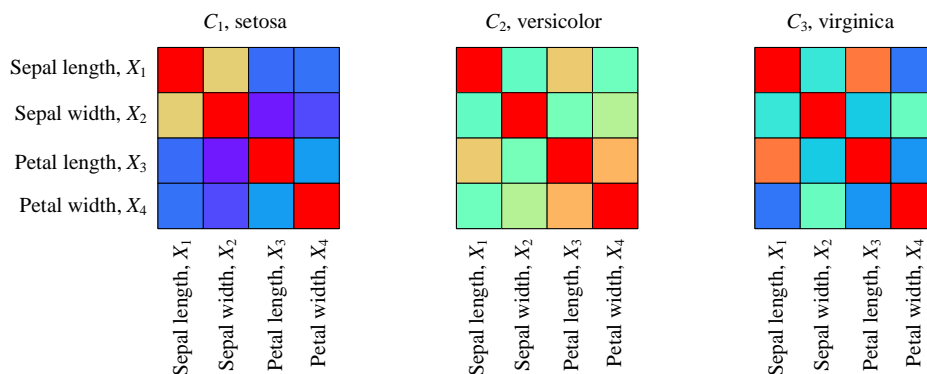 C₁, setosa
C₂, versicolor
C₃, virginica
Sepal length, X₁
Sepal width, X₂
Petal length, X₃
Petal width, X₄
Sepal length, X₁
Sepal width, X₂
Petal length, X₃
Petal width, X₄
Sepal length, X₁
Sepal width, X₂
Petal length, X₃
Petal width, X₄
Sepal length, X₁
Sepal width, X₂
Petal length, X₃
Petal width, X₄